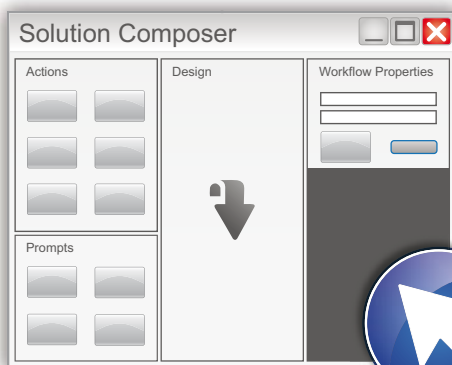 Solution Composer
Actions
Design
Workflow Properties
Prompts